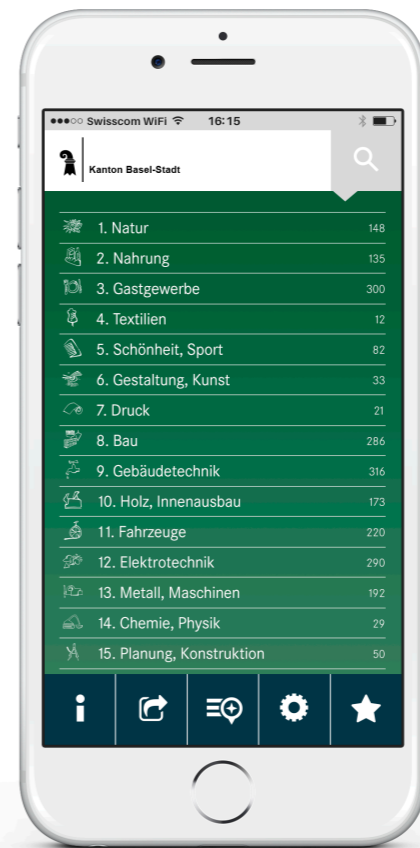 Swisscom WiFi 16:15
Kanton Basel-Stadt
1. Natur 148
2. Nahrung 135
3. Gastgewerbe 300
4. Textilien 12
5. Schönheit, Sport 82
6. Gestaltung, Kunst 33
7. Druck 21
8. Bau 286
9. Gebäudetechnik 316
10. Holz, Innenausbau 173
11. Fahrzeuge 220
12. Elektrotechnik 290
13. Metall, Maschinen 192
14. Chemie, Physik 29
15. Planung, Konstruktion 50